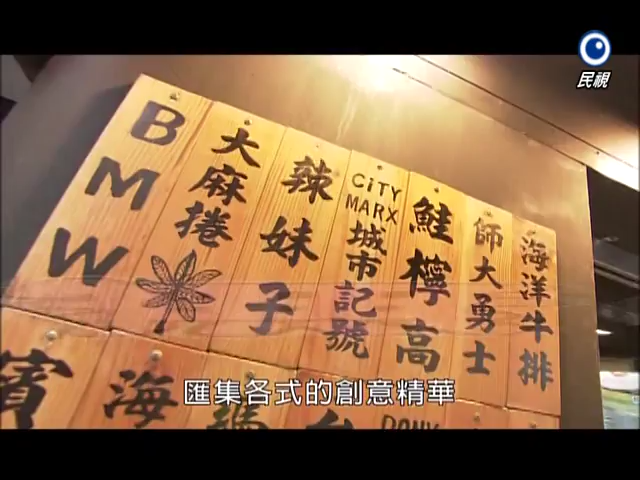 民視
BMW
大麻捲
辣妹子
CiTY
MARX
城市記號
鮭檸高
師大勇士
海洋牛排
賓
海
匯集各式的創意精華